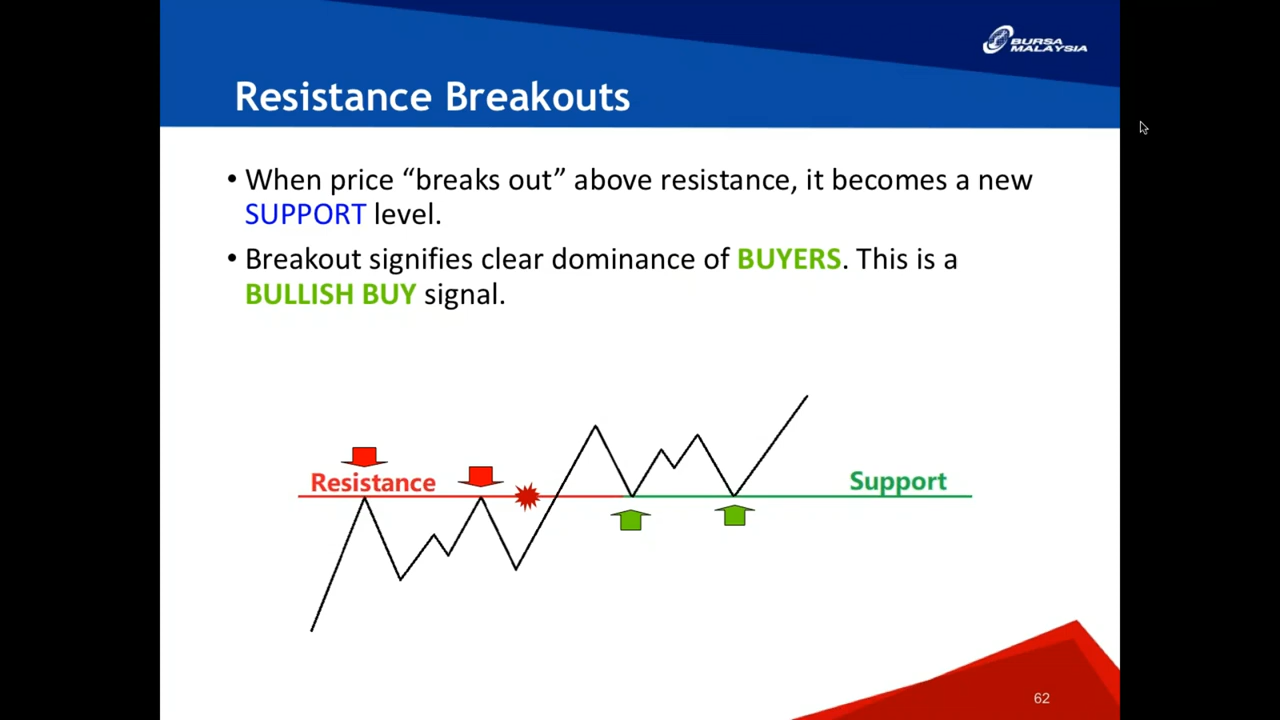 BURSA
MALAYSIA
Resistance Breakouts
• When price “breaks out” above resistance, it becomes a new
SUPPORT level.
• Breakout signifies clear dominance of BUYERS. This is a
BULLISH BUY signal.
Resistance
Support
62